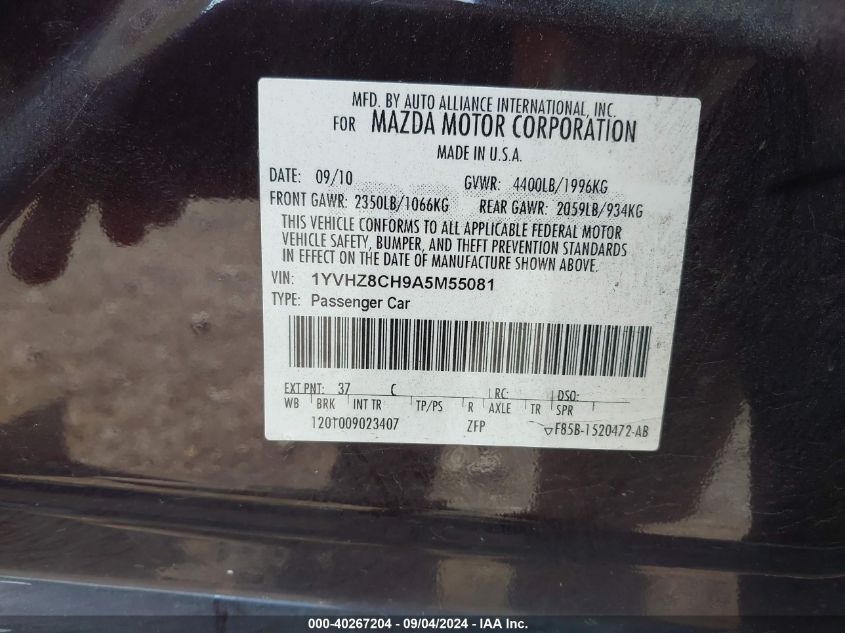 MFD. BY AUTO ALLIANCE INTERNATIONAL, INC.
FOR MAZDA MOTOR CORPORATION
MADE IN U.S.A.
DATE: 09/10 GVWR: 4400LB/1996KG
FRONT GAWR: 2350LB/1066KG REAR GAWR: 2059LB/934KG
THIS VEHICLE CONFORMS TO ALL APPLICABLE FEDERAL MOTOR
VEHICLE SAFETY, BUMPER, AND THEFT PREVENTION STANDARDS
IN EFFECT ON THE DATE OF MANUFACTURE SHOWN ABOVE.
VIN: 1YVHZ8CH9A5M55081
TYPE: Passenger Car
EXT PNT: 37 C RC: DSO:
WB BRK INT TR TP/PS R AXLE TR SPR
120T009023407 ZFP F85B-1520472-AB
000-40267204 - 09/04/2024 - IAA Inc.